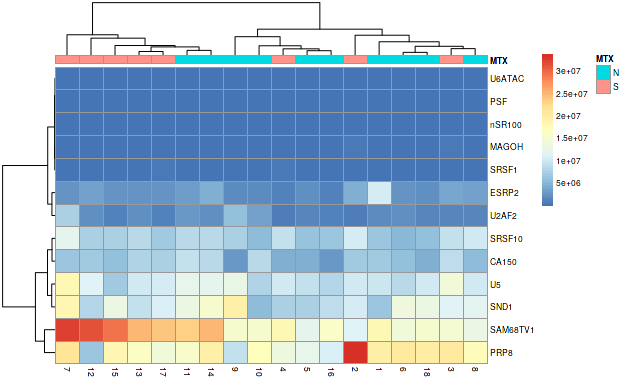 MTX
U6ATAC
PSF
nSR100
MAGOH
SRSF1
ESRP2
U2AF2
SRSF10
CA150
U5
SND1
SAM68TV1
PRP8
7 12 15 13 17 11 14 9 10 4 5 16 2 1 6 18 3 8
3e+07
2.5e+07
2e+07
1.5e+07
1e+07
5e+06
MTX
N
S